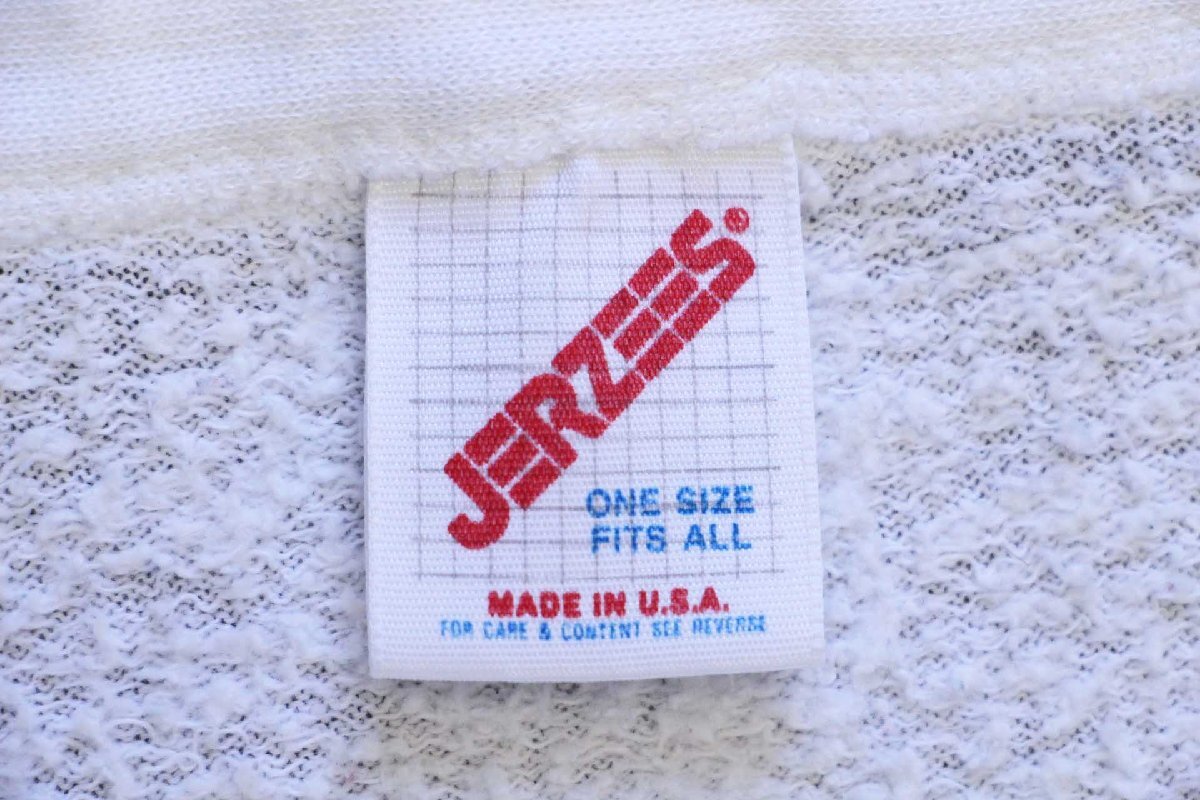 JERZEES®
ONE SIZE
FITS ALL
MADE IN U.S.A.
FOR CARE & CONTENT SEE REVERSE